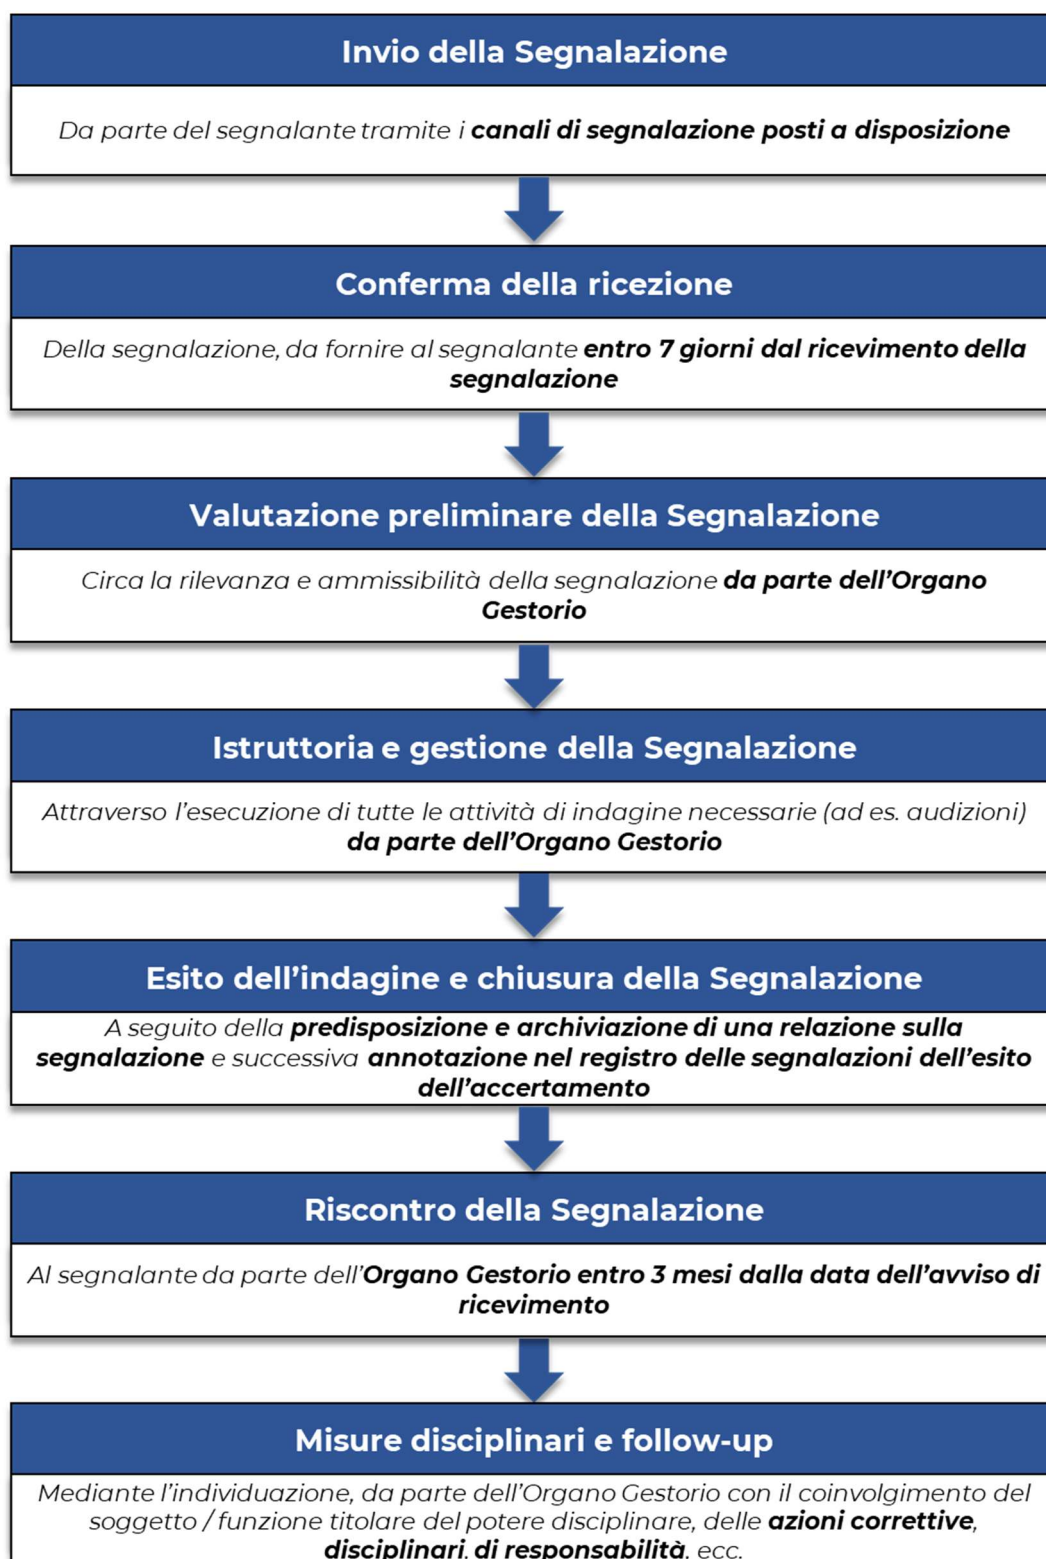 Invio della Segnalazione
Da parte del segnalante tramite i canali di segnalazione posti a disposizione
Conferma della ricezione
Della segnalazione, da fornire al segnalante entro 7 giorni dal ricevimento della
segnalazione
Valutazione preliminare della Segnalazione
Circa la rilevanza e ammissibilità della segnalazione da parte dell’Organo
Gestorio
Istruttoria e gestione della Segnalazione
Attraverso l’esecuzione di tutte le attività di indagine necessarie (ad es. audizioni)
da parte dell’Organo Gestorio
Esito dell’indagine e chiusura della Segnalazione
A seguito della predisposizione e archiviazione di una relazione sulla
segnalazione e successiva annotazione nel registro delle segnalazioni dell’esito
dell’accertamento
Riscontro della Segnalazione
Al segnalante da parte dell’Organo Gestorio entro 3 mesi dalla data dell’avviso di
ricevimento
Misure disciplinari e follow-up
Mediante l’individuazione, da parte dell’Organo Gestorio con il coinvolgimento del
soggetto / funzione titolare del potere disciplinare, delle azioni correttive,
disciplinari, di responsabilità, ecc.